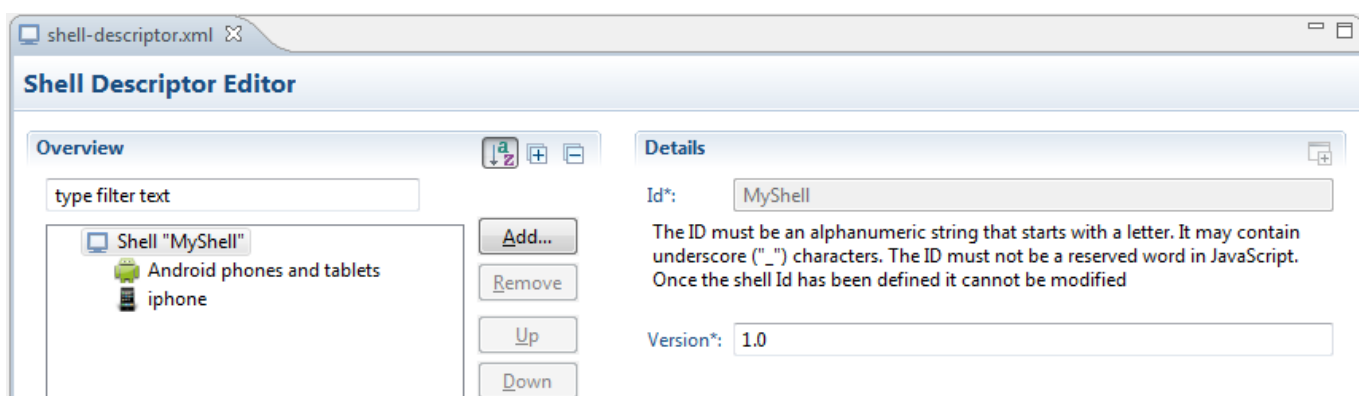 shell-descriptor.xml
Shell Descriptor Editor
Overview
type filter text
Shell "MyShell"
Android phones and tablets
iphone
Add...
Remove
Up
Down
Details
Id*: MyShell
The ID must be an alphanumeric string that starts with a letter. It may contain
underscore ("_") characters. The ID must not be a reserved word in JavaScript.
Once the shell Id has been defined it cannot be modified
Version*: 1.0